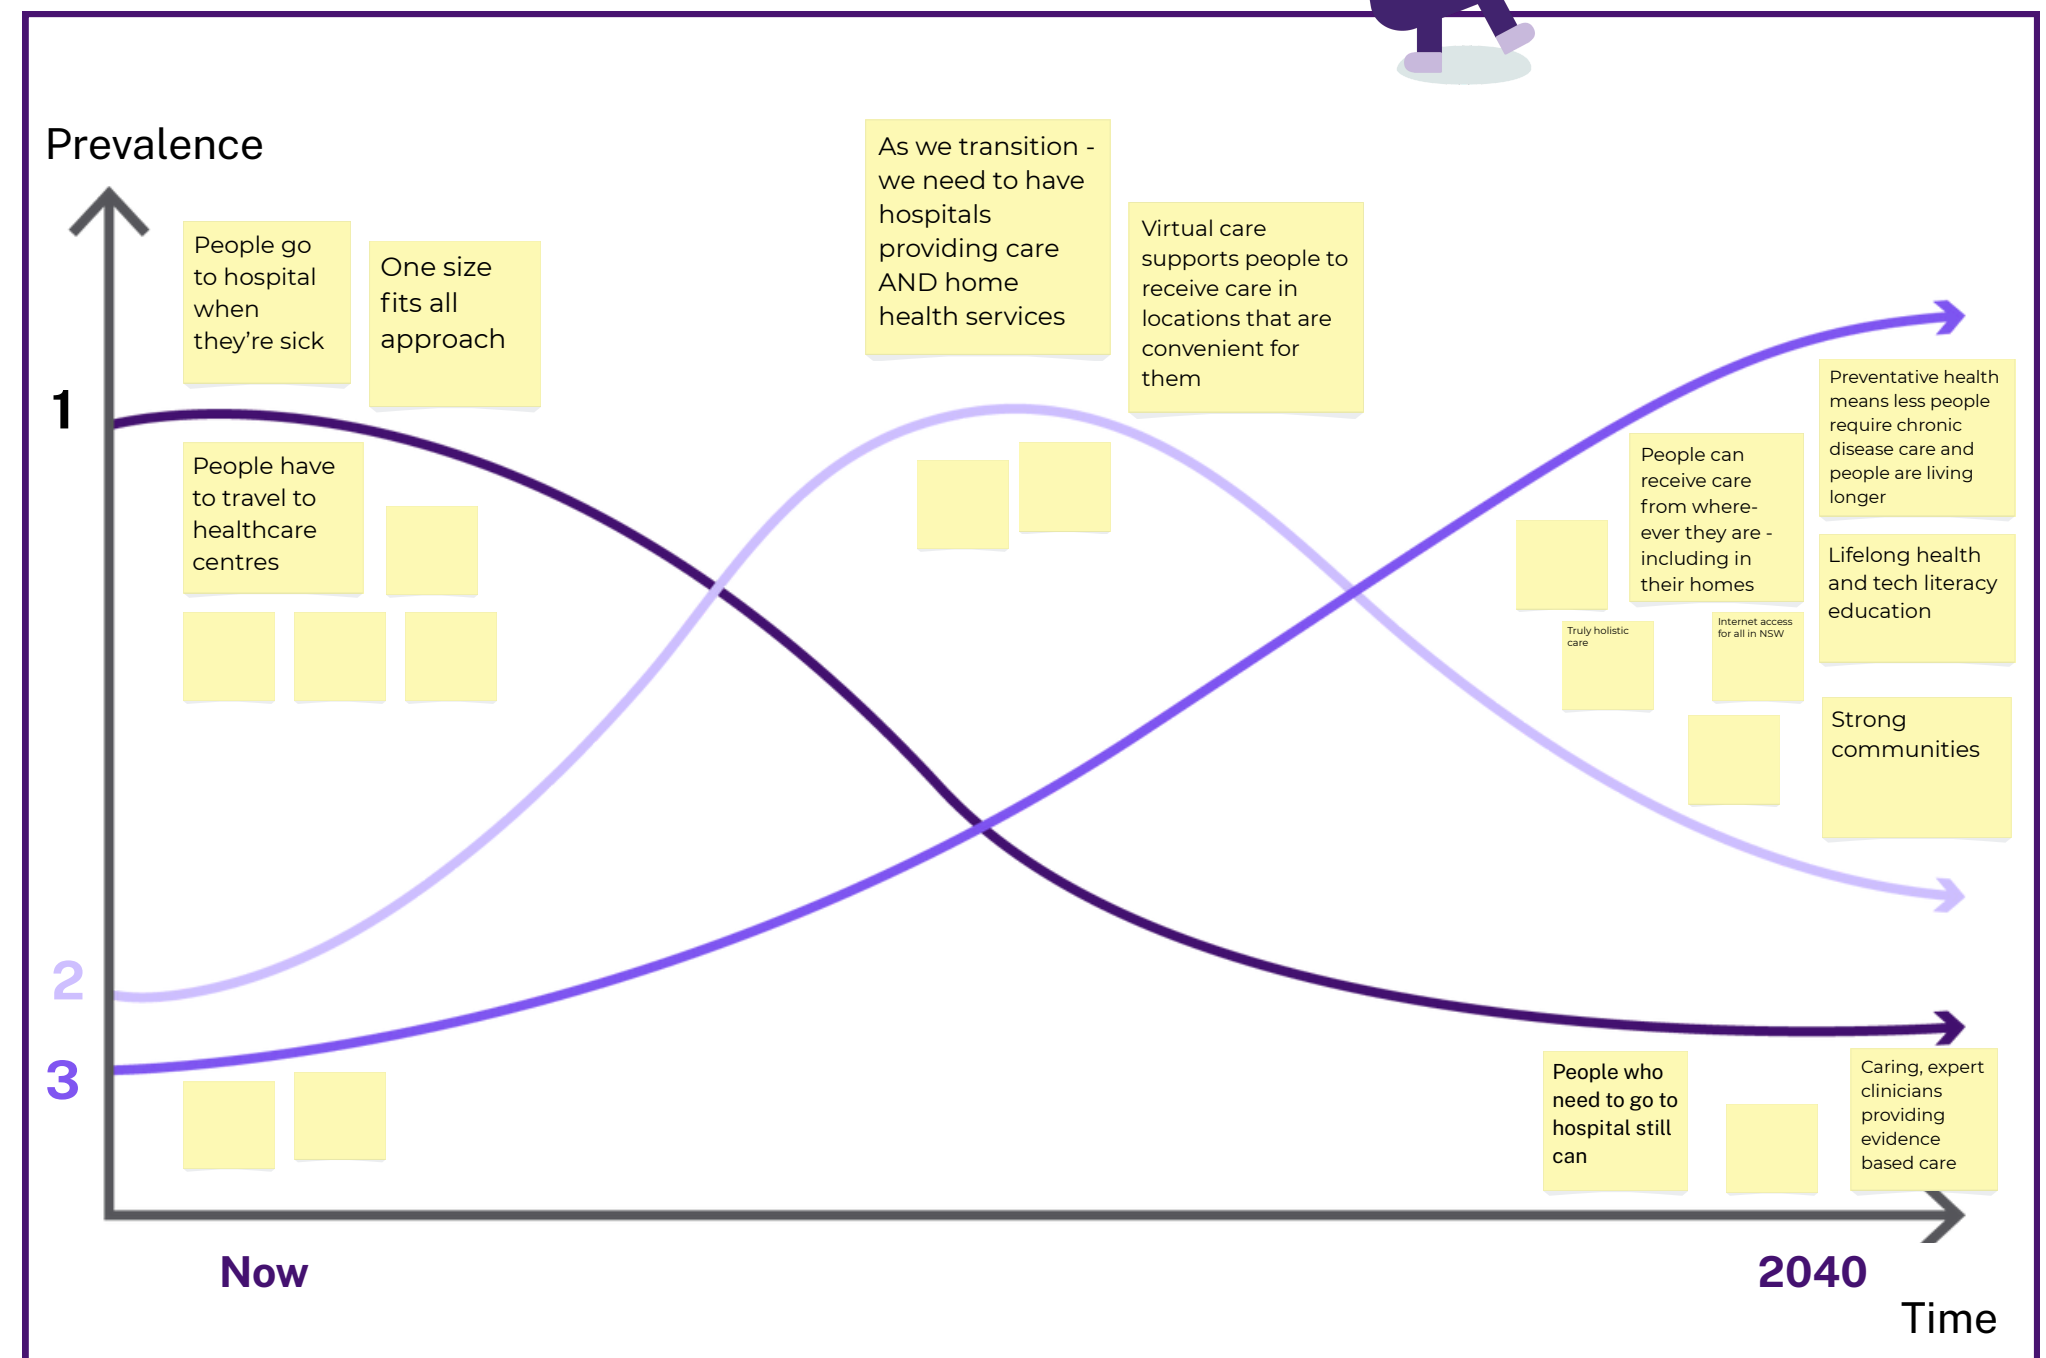 Prevalence
People go
to hospital
when
they’re sick
One size
fits all
approach
As we transition -
we need to have
hospitals
providing care
AND home
health services
Virtual care
supports people to
receive care in
locations that are
convenient for
them
1
People have
to travel to
healthcare
centres
Preventative health
means less people
require chronic
disease care and
people are living
longer
People can
receive care
from where-
ever they are -
including in
their homes
Lifelong health
and tech literacy
education
Truly holistic
care
Internet access
for all in NSW
Strong
communities
2
3
People who
need to go to
hospital still
can
Caring, expert
clinicians
providing
evidence
based care
Now
2040
Time